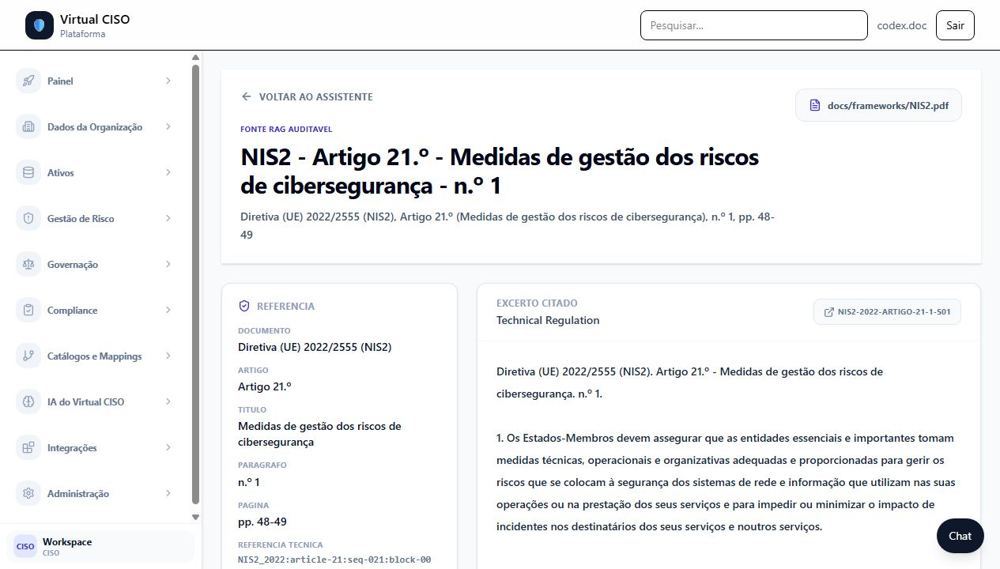 Virtual CISO
Plataforma
Pesquisar...
codex.doc
Sair
Painel
Dados da Organização
Ativos
Gestão de Risco
Governação
Compliance
Catálogos e Mappings
IA do Virtual CISO
Integrações
Administração
CISO
Workspace
CISO
VOLTAR AO ASSISTENTE
docs/frameworks/NIS2.pdf
FONTE RAG AUDITAVEL
NIS2 - Artigo 21.º - Medidas de gestão dos riscos
de cibersegurança - n.º 1
Diretiva (UE) 2022/2555 (NIS2), Artigo 21.º (Medidas de gestão dos riscos de cibersegurança), n.º 1, pp. 48-
49
REFERENCIA
DOCUMENTO
Diretiva (UE) 2022/2555 (NIS2)
ARTIGO
Artigo 21.º
TITULO
Medidas de gestão dos riscos de
cibersegurança
PARAGRAFO
n.º 1
PAGINA
pp. 48-49
REFERENCIA TECNICA
NIS2_2022:article-21:seq-021:block-00
EXCERTO CITADO
Technical Regulation
NIS2-2022-ARTIGO-21-1-S01
Diretiva (UE) 2022/2555 (NIS2). Artigo 21.º - Medidas de gestão dos riscos de
cibersegurança. n.º 1.
1. Os Estados-Membros devem assegurar que as entidades essenciais e importantes tomam
medidas técnicas, operacionais e organizativas adequadas e proporcionadas para gerir os
riscos que se colocam à segurança dos sistemas de rede e informação que utilizam nas suas
operações ou na prestação dos seus serviços e para impedir ou minimizar o impacto de
incidentes nos destinatários dos seus serviços e noutros serviços.
Chat